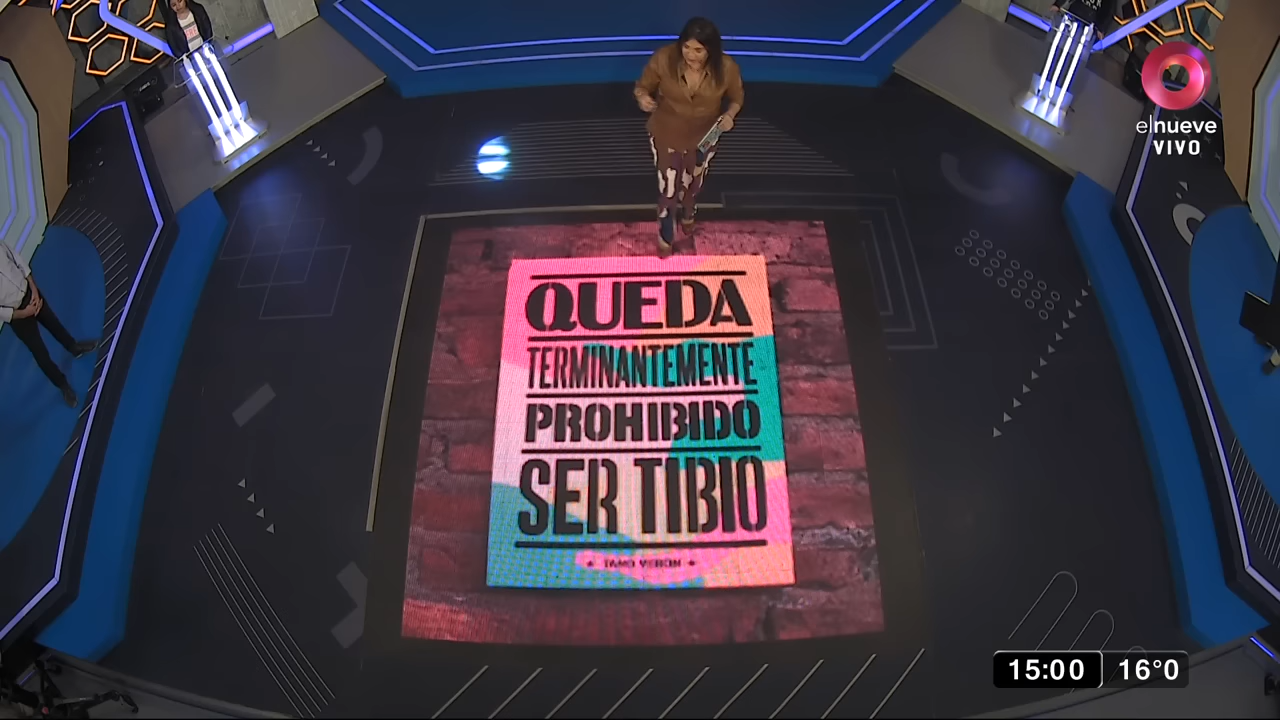 elnueve
VIVO
QUEDA
TERMINANTEMENTE
PROHIBIDO
SER TIBIO
15:00 16°0